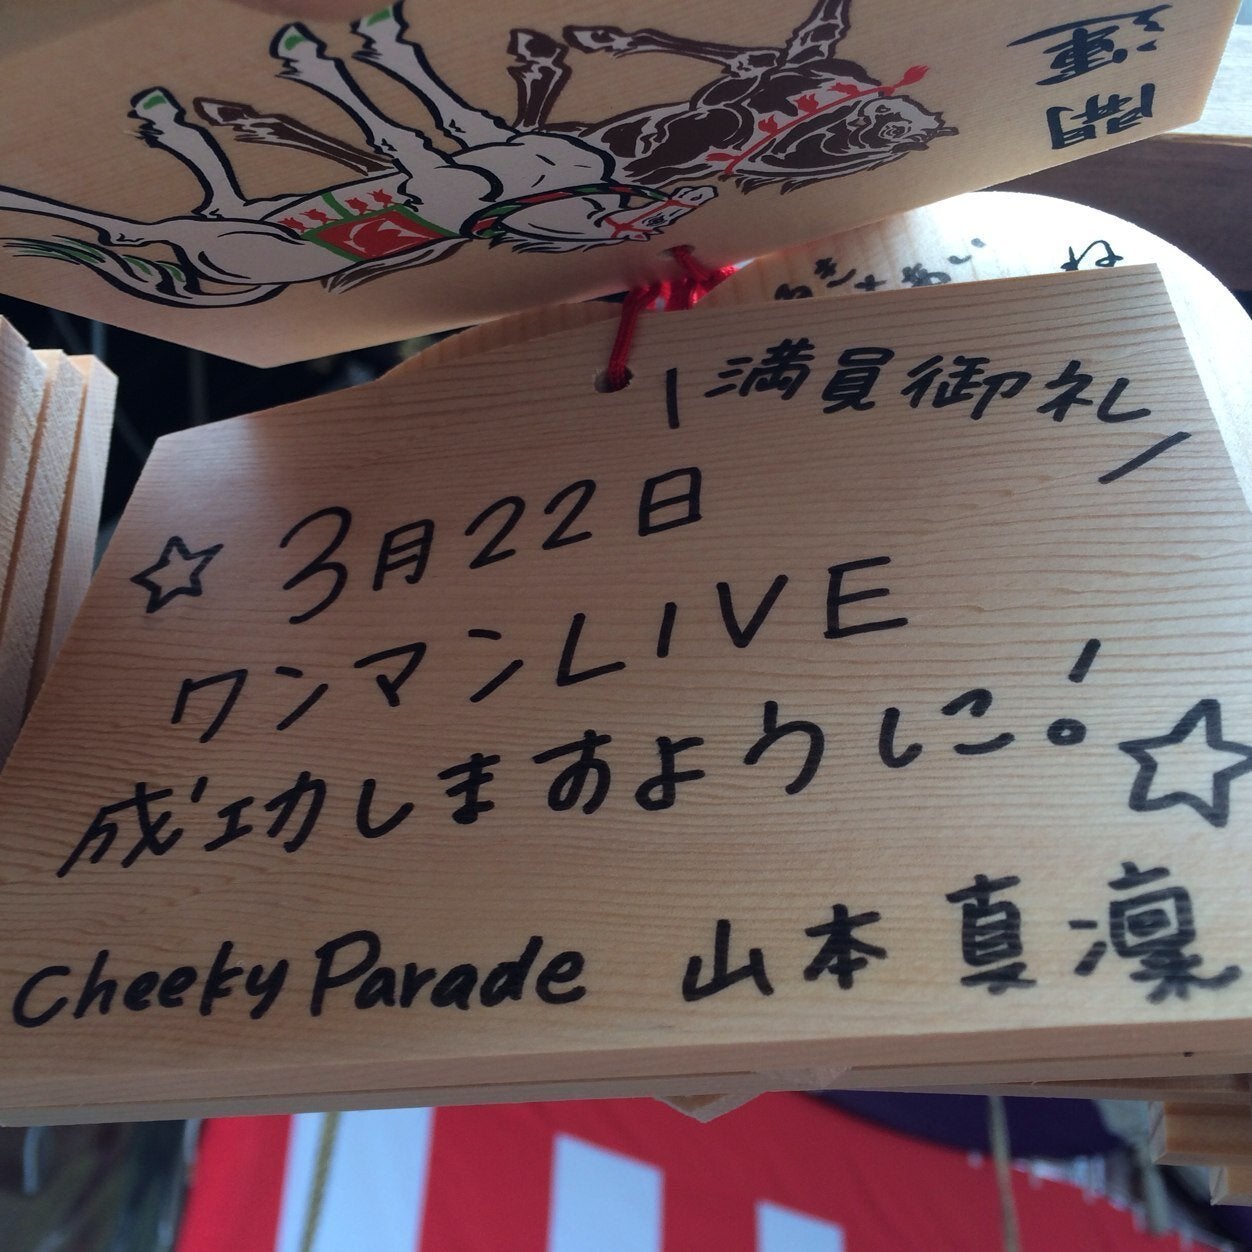 開運
満員御礼
☆ 3月22日
ワンマンLIVE
成功しますように! ☆
Cheeky Parade 山本 真凜